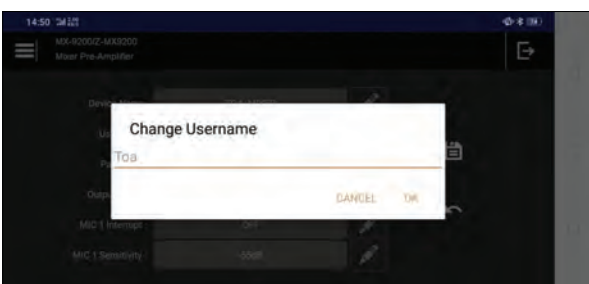 14:50
MX-9200/Z-MX9200
Mixer Pre-Amplifier
Change Username
Toa
CANCEL OK
MIC 1 Interrupt OFF
MIC 1 Sensitivity -55dB